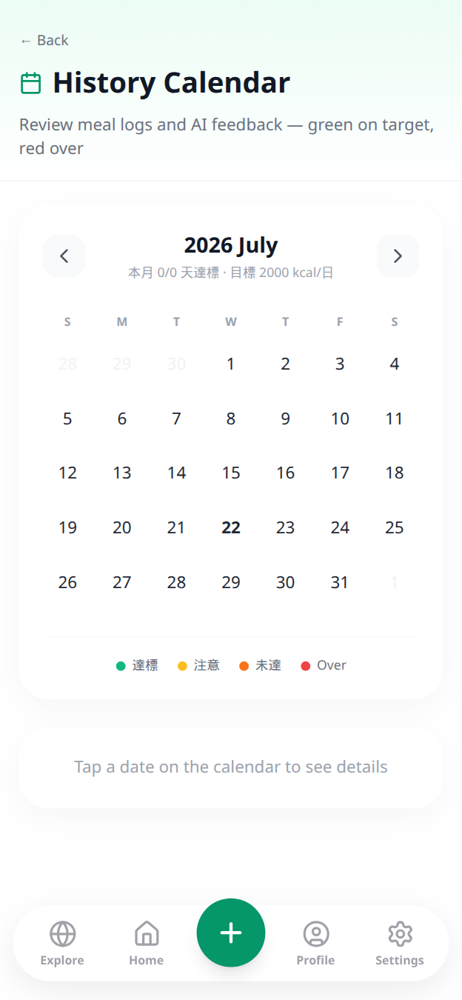 ← Back
History Calendar
Review meal logs and AI feedback — green on target,
red over
2026 July
本月 0/0 天達標 · 目標 2000 kcal/日
S M T W T F S
28 29 30 1 2 3 4
5 6 7 8 9 10 11
12 13 14 15 16 17 18
19 20 21 22 23 24 25
26 27 28 29 30 31 1
達標 注意 未達 Over
Tap a date on the calendar to see details
Explore Home Profile Settings